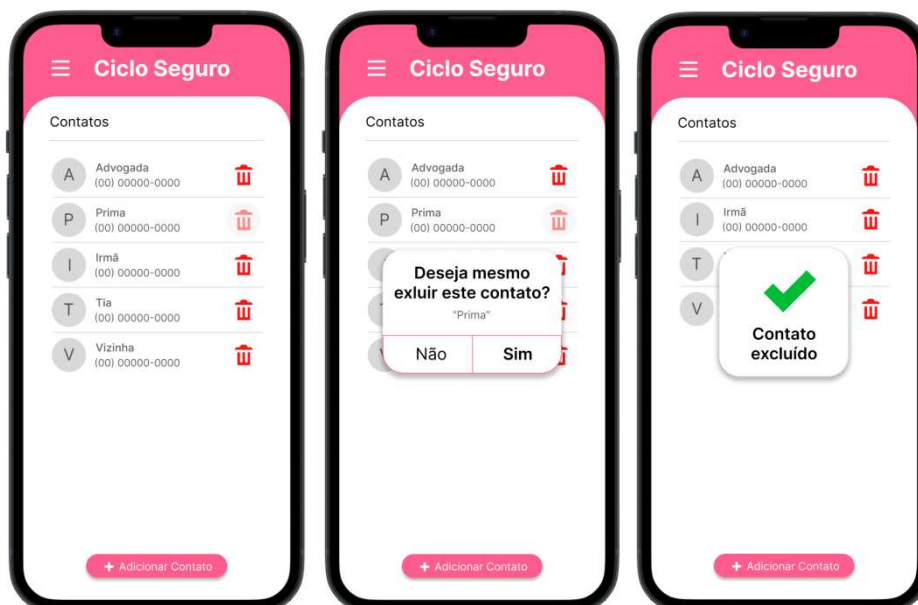 Ciclo Seguro
Contatos
A
Advogada
(00) 00000-0000
P
Prima
(00) 00000-0000
I
Irmã
(00) 00000-0000
T
Tia
(00) 00000-0000
V
Vizinha
(00) 00000-0000
+ Adicionar Contato
Ciclo Seguro
Contatos
A
Advogada
(00) 00000-0000
P
Prima
(00) 00000-0000
Deseja mesmo
exluir este contato?
"Prima"
Não
Sim
+ Adicionar Contato
Ciclo Seguro
Contatos
A
Advogada
(00) 00000-0000
I
Irmã
(00) 00000-0000
T
V
Contato
excluído
+ Adicionar Contato